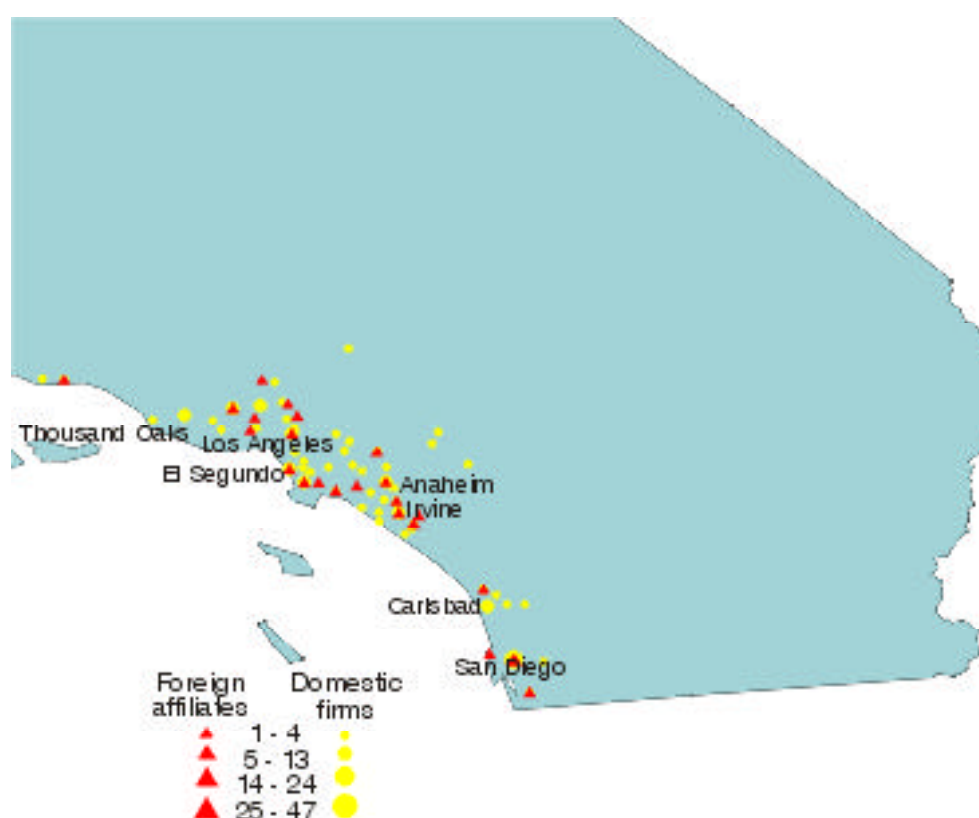 Thousand Oaks
Los Angeles
El Segundo
Anaheim
Irvine
Carlsbad
San Diego
Foreign affiliates
Domestic firms
1 - 4
5 - 13
14 - 24
25 - 47